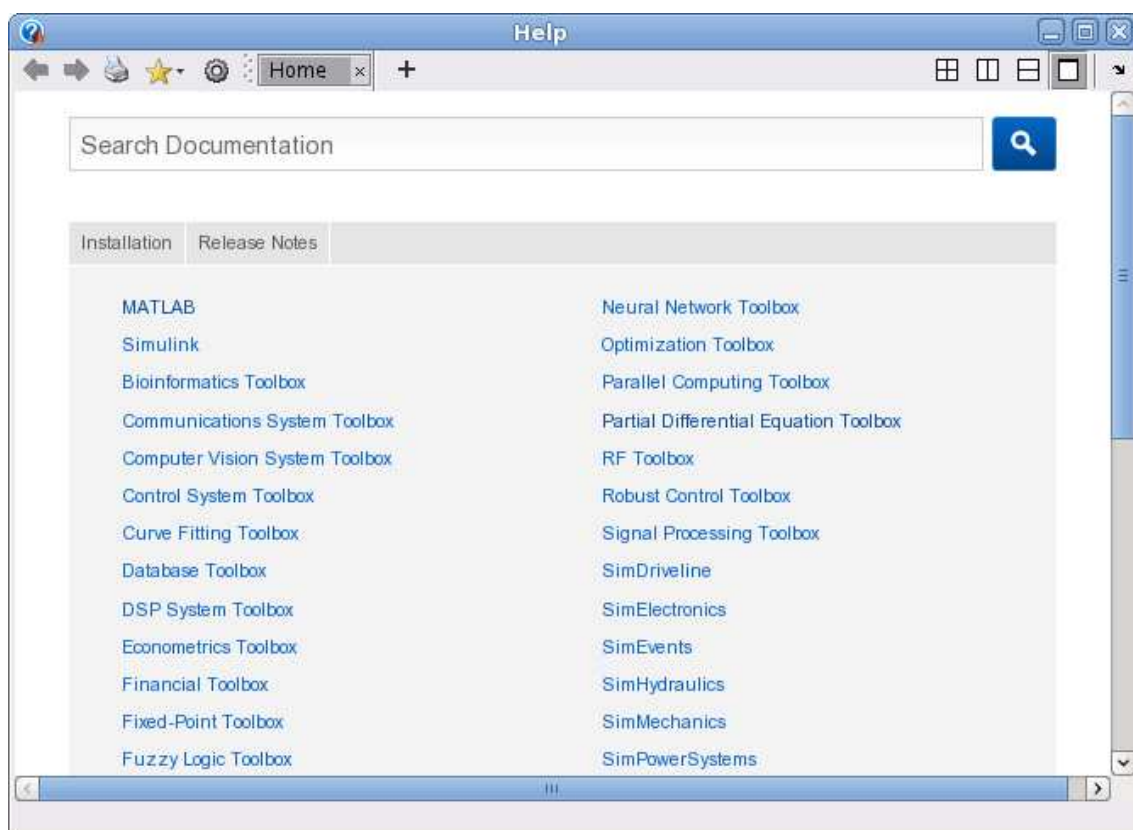 Help
Home
Search Documentation
Installation Release Notes
MATLAB
Simulink
Bioinformatics Toolbox
Communications System Toolbox
Computer Vision System Toolbox
Control System Toolbox
Curve Fitting Toolbox
Database Toolbox
DSP System Toolbox
Econometrics Toolbox
Financial Toolbox
Fixed-Point Toolbox
Fuzzy Logic Toolbox
Neural Network Toolbox
Optimization Toolbox
Parallel Computing Toolbox
Partial Differential Equation Toolbox
RF Toolbox
Robust Control Toolbox
Signal Processing Toolbox
SimDriveline
SimElectronics
SimEvents
SimHydraulics
SimMechanics
SimPowerSystems